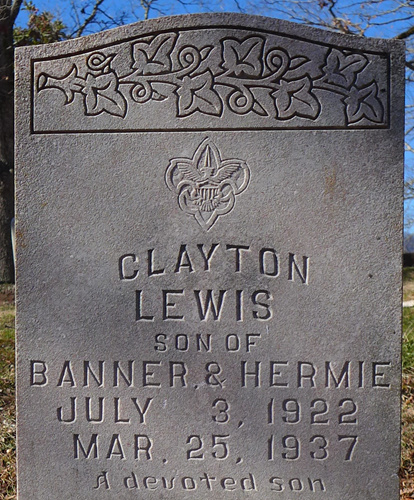 CLAYTON
LEWIS
SON OF
BANNER & HERMIE
JULY 3, 1922
MAR. 25, 1937
A devoted son